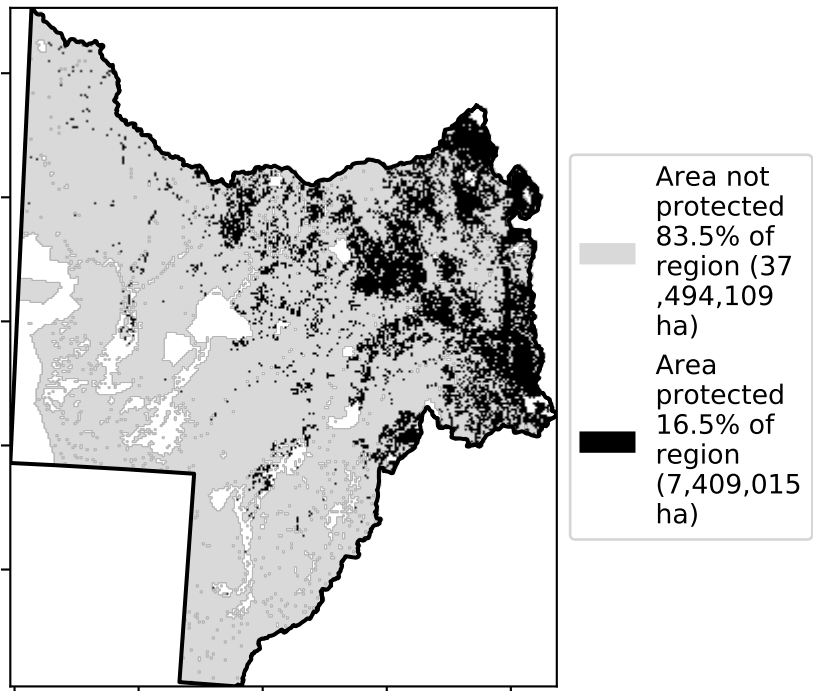 Area not
protected
83.5% of
region (37
,494,109
ha)
Area
protected
16.5% of
region
(7,409,015
ha)